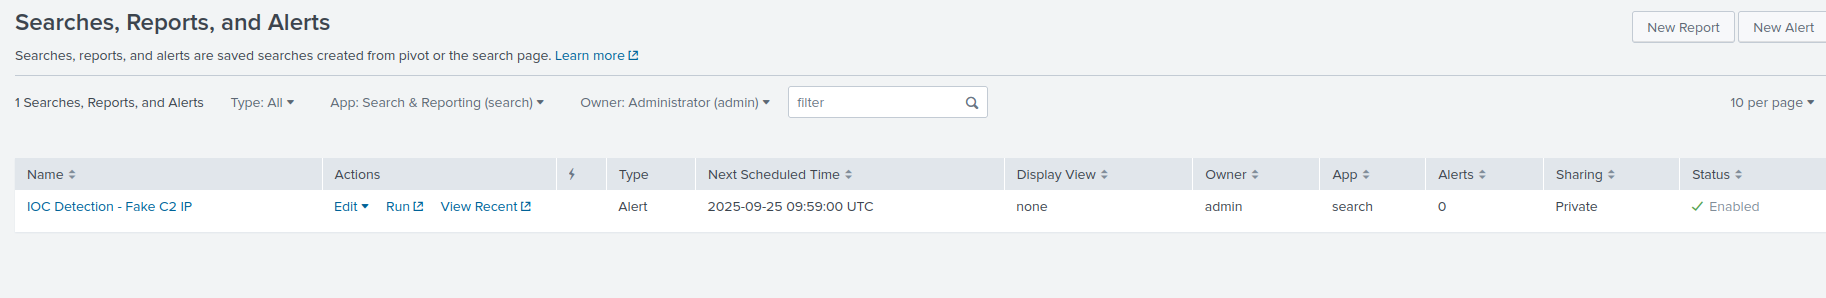 Searches, Reports, and Alerts
New Report New Alert
Searches, reports, and alerts are saved searches created from pivot or the search page. Learn more
1 Searches, Reports, and Alerts Type: All App: Search & Reporting (search) Owner: Administrator (admin) filter 10 per page
Name Actions Type Next Scheduled Time Display View Owner App Alerts Sharing Status
IOC Detection - Fake C2 IP Edit Run View Recent Alert 2025-09-25 09:59:00 UTC none admin search 0 Private Enabled